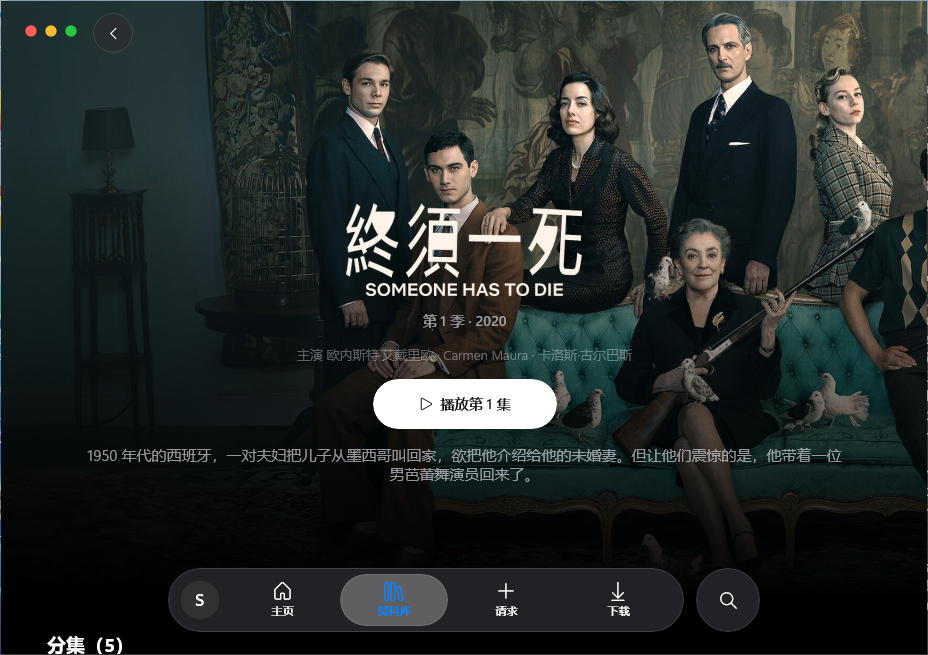 終須一死
SOMEONE HAS TO DIE
第 1 季 · 2020
主演 欧内斯特·艾戴里欧 · Carmen Maura · 卡洛斯·古尔巴斯
播放第 1 集
1950 年代的西班牙，一对夫妇把儿子从墨西哥叫回家，欲把他介绍给他的未婚妻。但让他们震惊的是，他带着一位
男芭蕾舞演员回来了。
S
主页
资料库
请求
下载
分集（5）